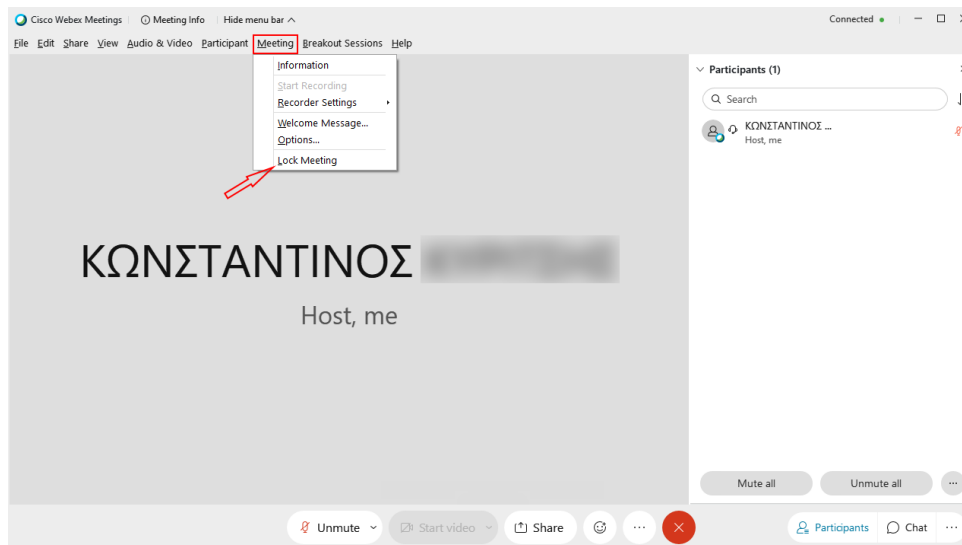 Cisco Webex Meetings Meeting Info Hide menu bar Connected
File Edit Share View Audio & Video Participant Meeting Breakout Sessions Help
Information
Start Recording
Recorder Settings
Welcome Message...
Options...
Lock Meeting
ΚΩΝΣΤΑΝΤΙΝΟΣ
Host, me
Participants (1)
Search
ΚΩΝΣΤΑΝΤΙΝΟΣ ...
Host, me
Mute all Unmute all ...
Unmute Start video Share ... Participants Chat ...